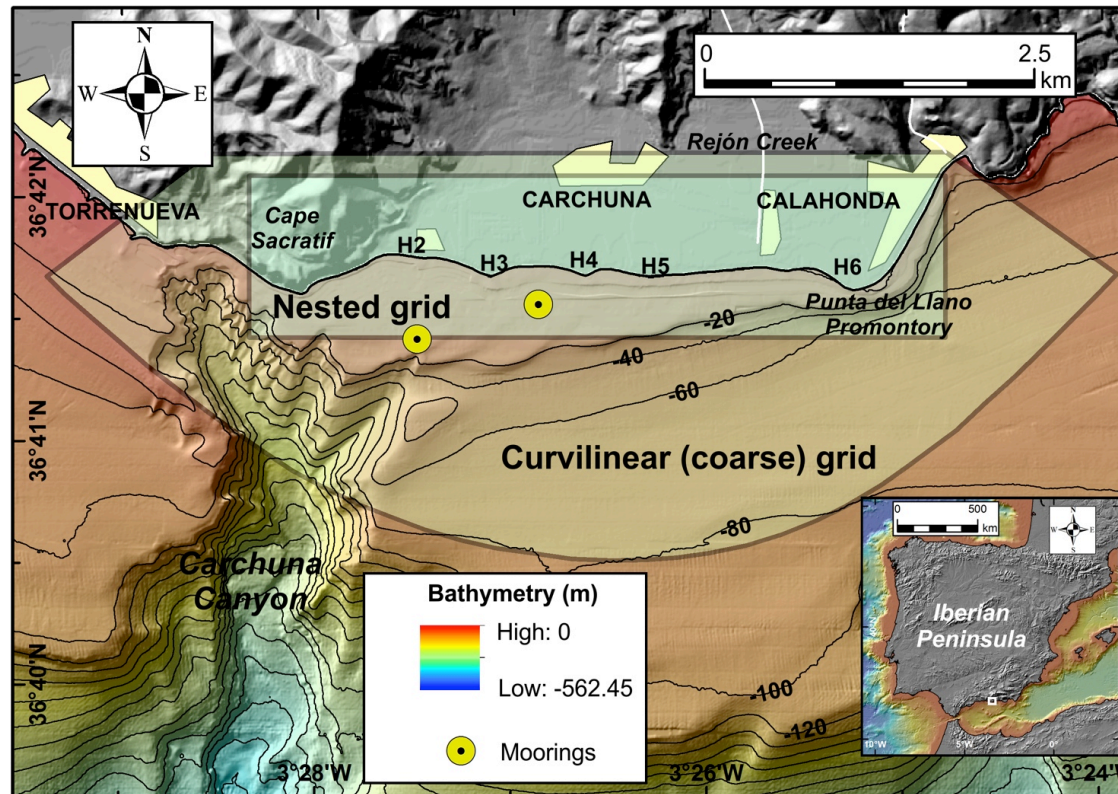 N
W
E
S
0
2.5
km
Rejón Creek
36°42'N
TORRENUEVA
CARCHUNA
CALAHONDA
Cape
Sacratif
H2
H3
H4
H5
H6
Nested grid
Punta del Llano
Promontory
-20
-40
-60
36°41'N
Curvilinear (coarse) grid
-80
Carchuna
Canyon
Bathymetry (m)
High: 0
Low: -562.45
Moorings
0
500
km
N
W
E
S
Iberian
Peninsula
10°W
5°W
0°
36°40'N
-100
-120
3°28'W
3°26'W
3°24'W